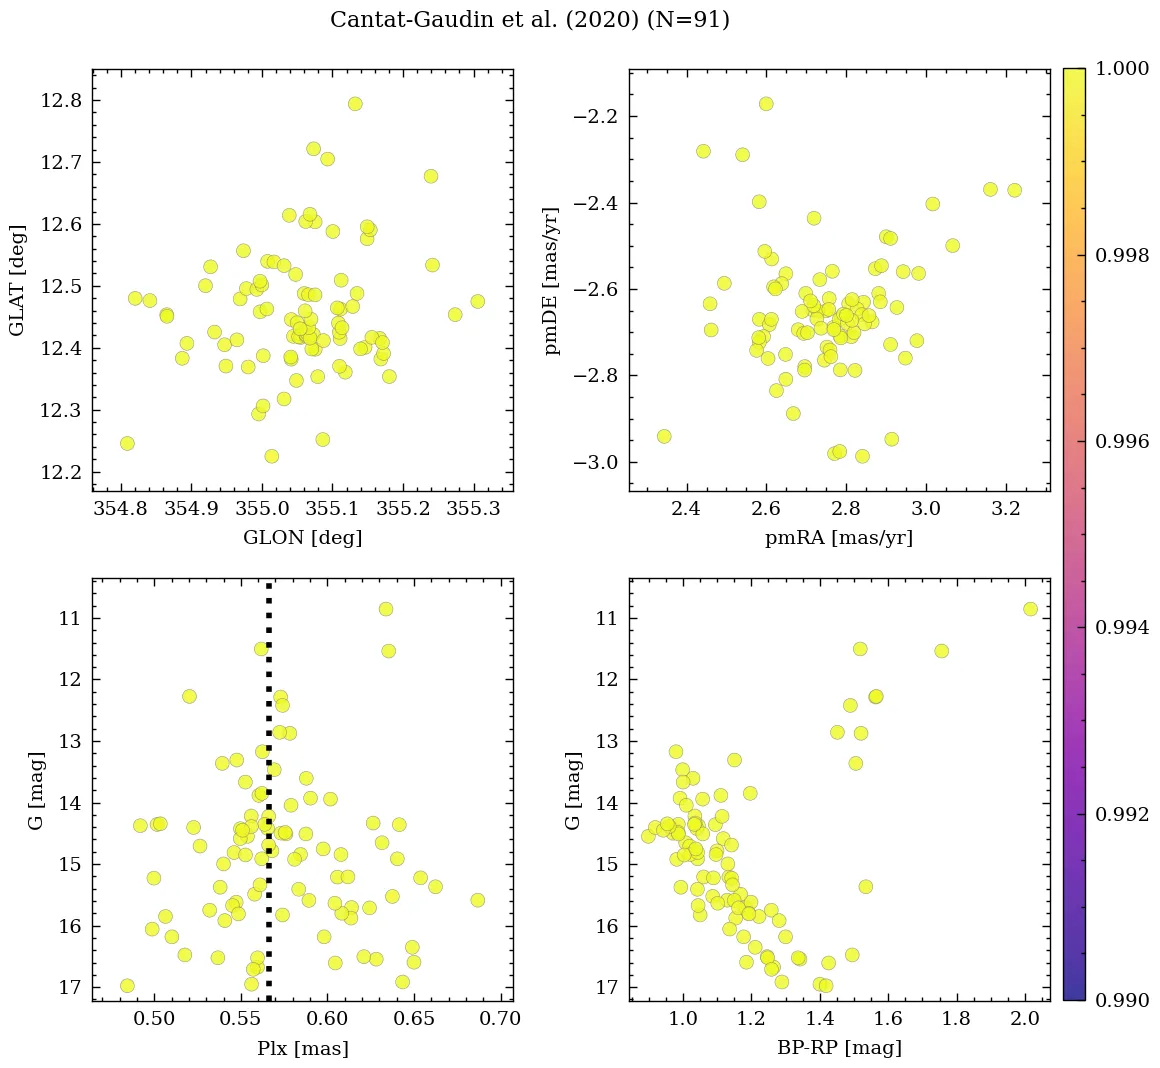 Cantat-Gaudin et al. (2020) (N=91)
12.8
12.7
12.6
12.5
12.4
12.3
12.2
GLAT [deg]
354.8 354.9 355.0 355.1 355.2 355.3
GLON [deg]
−2.2
−2.4
−2.6
−2.8
−3.0
pmDE [mas/yr]
2.4 2.6 2.8 3.0 3.2
pmRA [mas/yr]
1.000
0.998
0.996
0.994
0.992
0.990
11
12
13
14
15
16
17
G [mag]
0.50 0.55 0.60 0.65 0.70
Plx [mas]
11
12
13
14
15
16
17
G [mag]
1.0 1.2 1.4 1.6 1.8 2.0
BP-RP [mag]